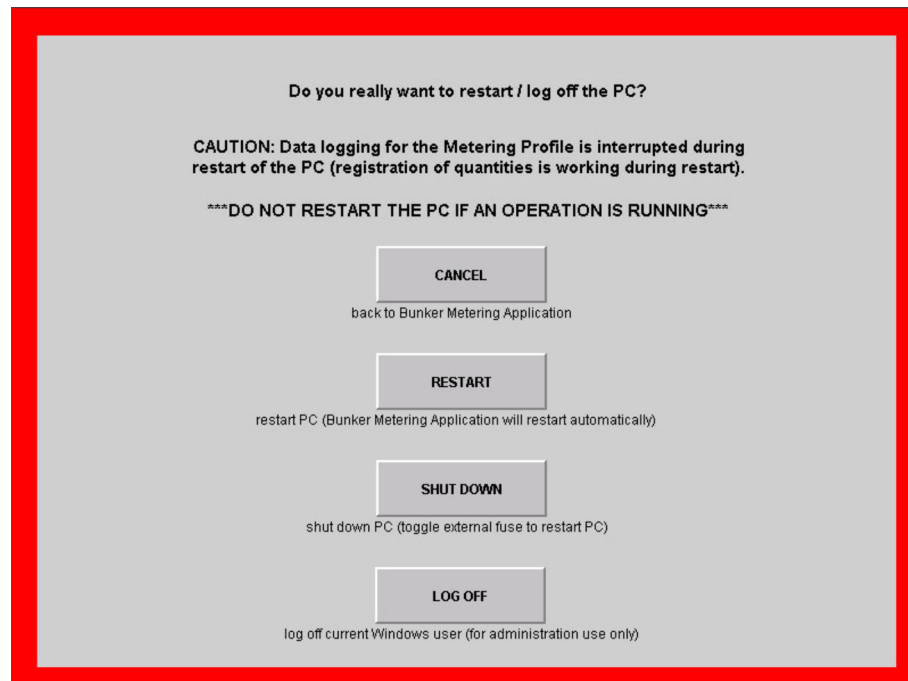 Do you really want to restart / log off the PC?
CAUTION: Data logging for the Metering Profile is interrupted during
restart of the PC (registration of quantities is working during restart).
***DO NOT RESTART THE PC IF AN OPERATION IS RUNNING***
CANCEL
back to Bunker Metering Application
RESTART
restart PC (Bunker Metering Application will restart automatically)
SHUT DOWN
shut down PC (toggle external fuse to restart PC)
LOG OFF
log off current Windows user (for administration use only)